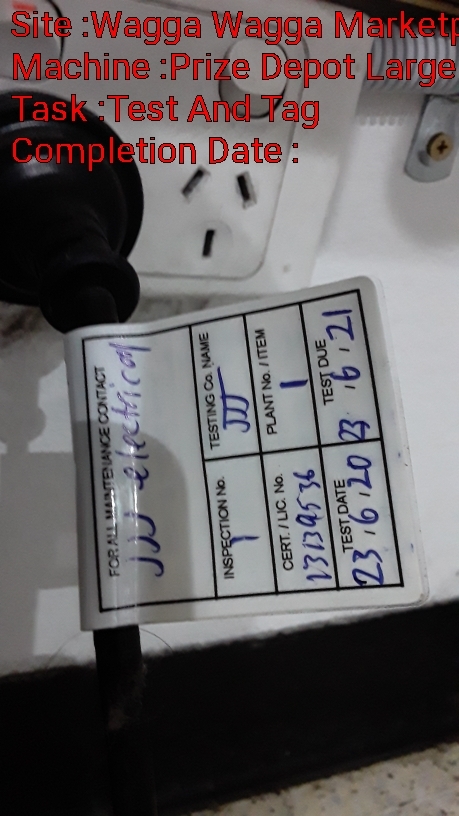 Site :Wagga Wagga Marketp
Machine :Prize Depot Large
Task :Test And Tag
Completion Date :
FOR ALL MAINTENANCE CONTACT
JJJ electrical
INSPECTION No.
1
TESTING Co. NAME
JJJ
CERT. / LIC. No.
PLANT No. / ITEM
1
TEST DATE
23/6/20
TEST DUE
23/6/21